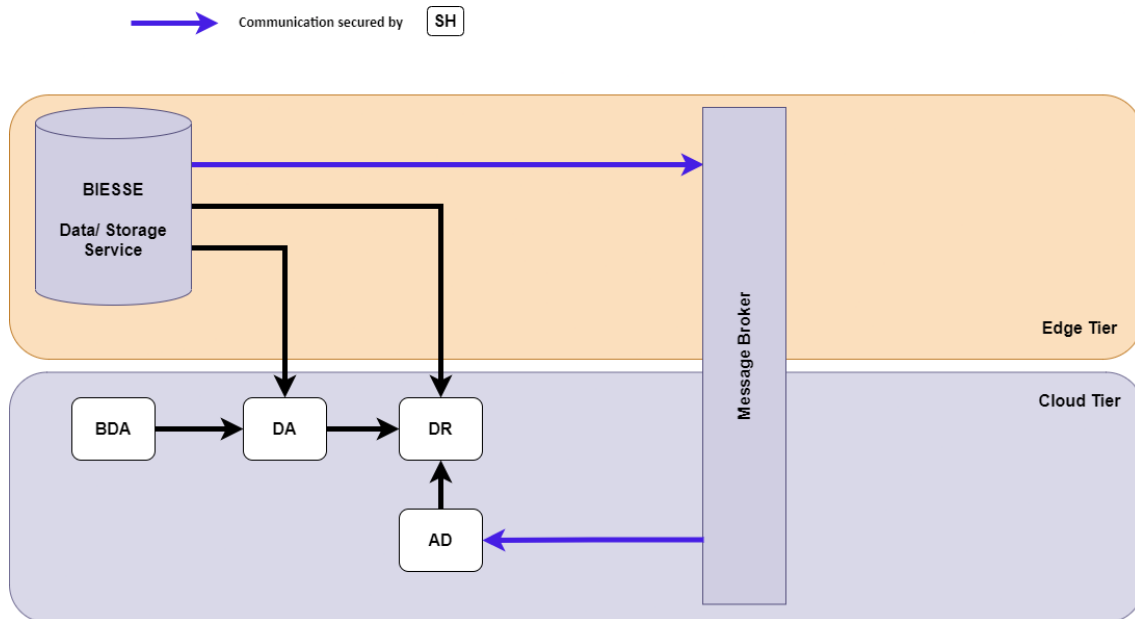 Communication secured by
SH
BIESSE
Data/ Storage
Service
Message Broker
Edge Tier
Cloud Tier
BDA
DA
DR
AD